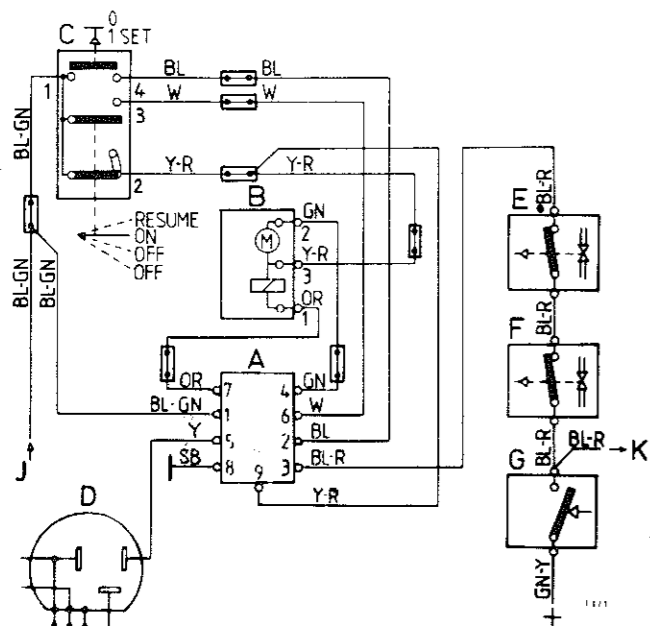 0
C 1 SET
1 4 BL BL
W W
3
BL-GN
2 Y-R Y-R
B
RESUME
ON
OFF
OFF
GN
M 2
Y-R
3
OR
1
BL-GN
BL-GN
BL-R
BL-R
E
BL-R
F
BL-R
BL-R
K
G
GN-Y
A
OR 7 4 GN
BL-GN 1 6 W
Y 5 2 BL
SB 8 3 BL-R
9
Y-R
J
D